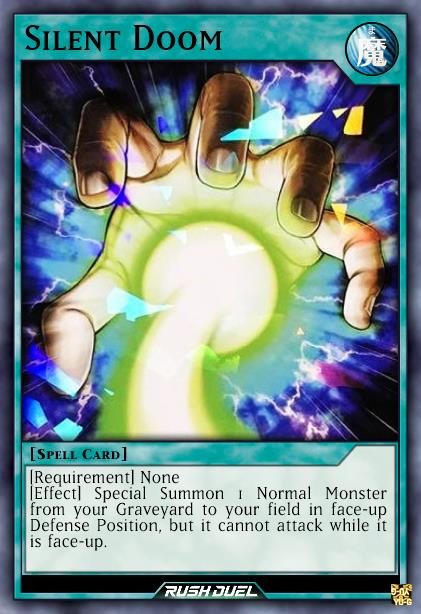 SILENT DOOM
ま
魔
[SPELL CARD]
[Requirement] None
[Effect] Special Summon 1 Normal Monster
from your Graveyard to your field in face-up
Defense Position, but it cannot attack while it
is face-up.
RUSH DUEL